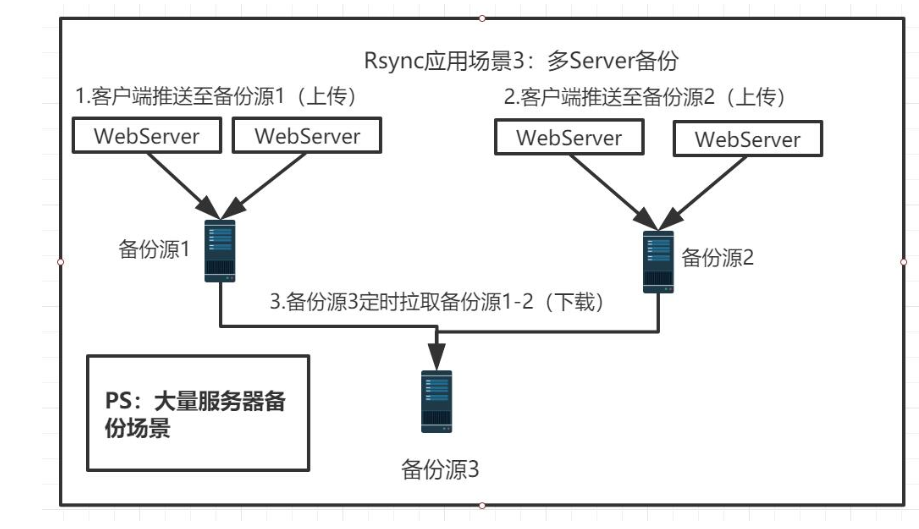 Rsync应用场景3：多Server备份
1.客户端推送至备份源1（上传）
2.客户端推送至备份源2（上传）
WebServer
WebServer
WebServer
WebServer
备份源1
备份源2
3.备份源3定时拉取备份源1-2（下载）
PS：大量服务器备
份场景
备份源3